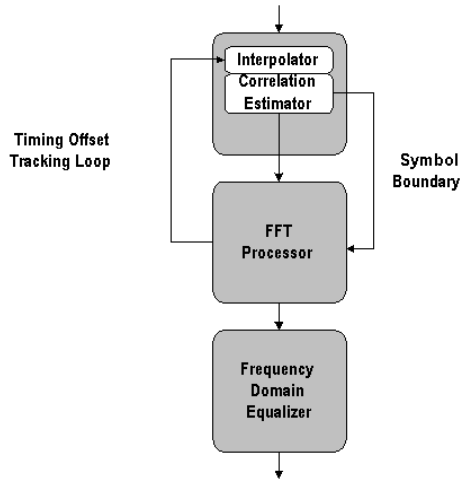 Interpolator
Correlation
Estimator
Timing Offset
Tracking Loop
Symbol
Boundary
FFT
Processor
Frequency
Domain
Equalizer